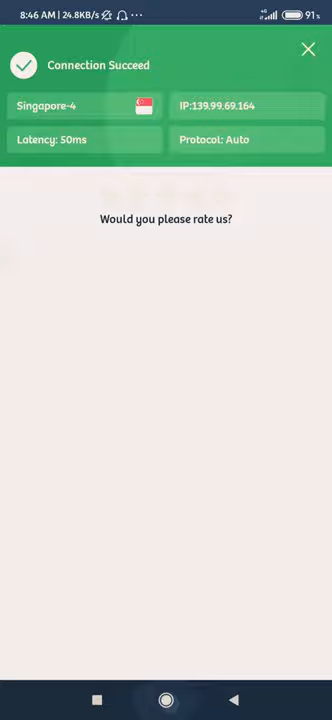 8:46 AM | 24.8KB/s ...
4G 91%
Connection Succeed
Singapore-4 IP:139.99.69.164
Latency: 50ms Protocol: Auto
Would you please rate us?